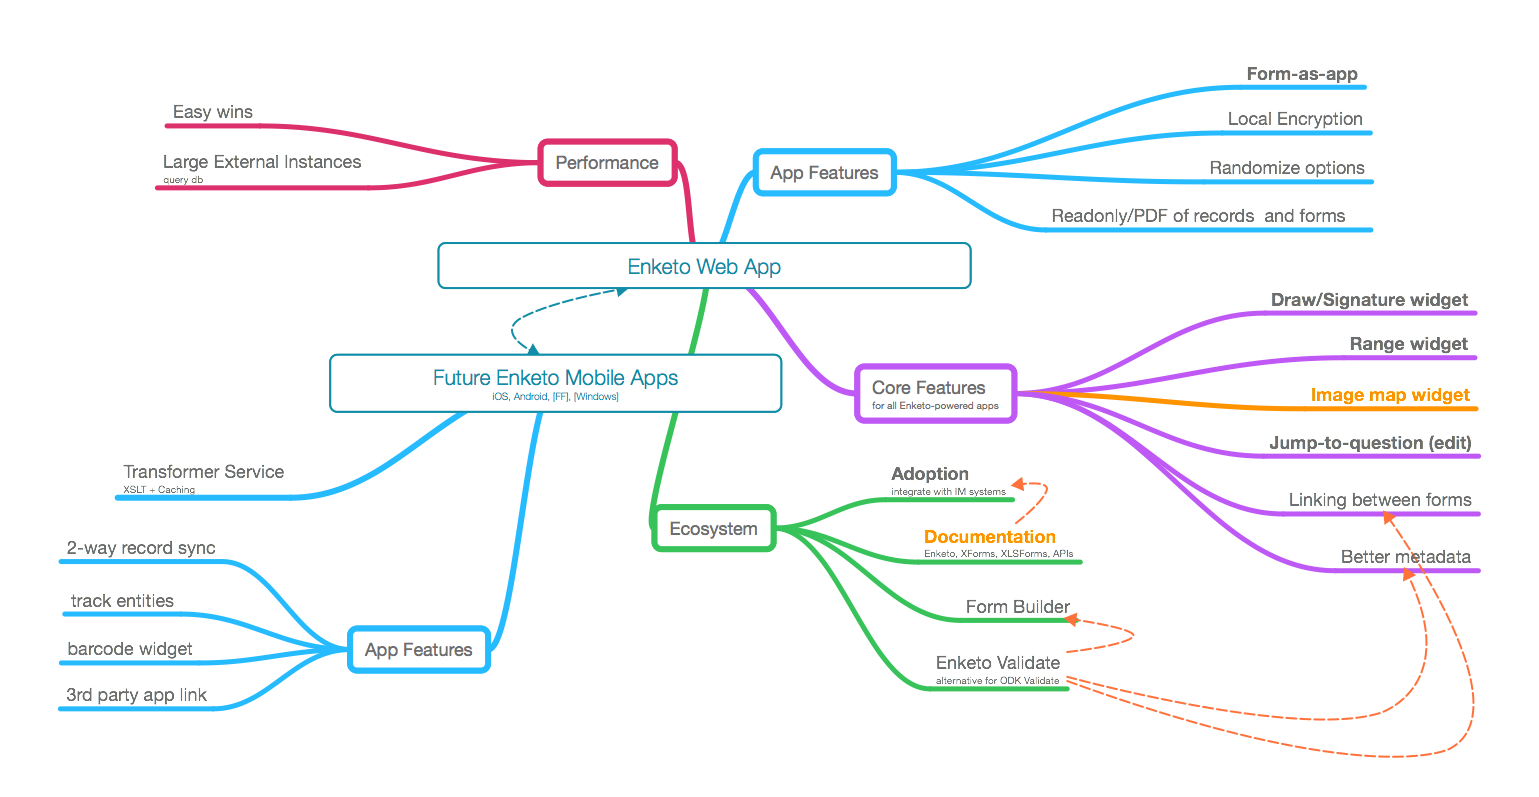 Easy wins
Large External Instances
query db
Performance
App Features
Form-as-app
Local Encryption
Randomize options
Readonly/PDF of records  and forms
Enketo Web App
Future Enketo Mobile Apps
iOS, Android, [FF], [Windows]
Core Features
for all Enketo-powered apps
Draw/Signature widget
Range widget
Image map widget
Jump-to-question (edit)
Linking between forms
Better metadata
Transformer Service
XSLT + Caching
2-way record sync
track entities
barcode widget
3rd party app link
App Features
Ecosystem
Adoption
integrate with IM systems
Documentation
Enketo, XForms, XLSForms, APIs
Form Builder
Enketo Validate
alternative for ODK Validate